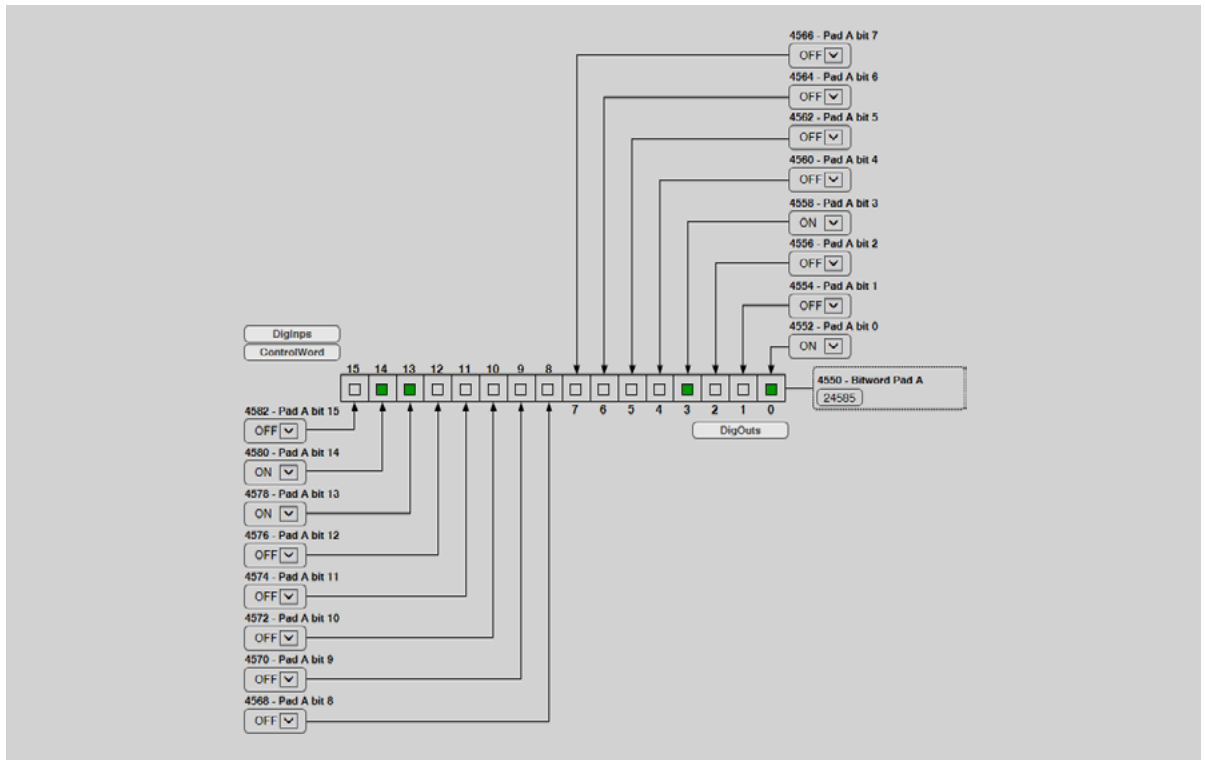 4566 - Pad A bit 7
OFF
4564 - Pad A bit 6
OFF
4562 - Pad A bit 5
OFF
4560 - Pad A bit 4
OFF
4558 - Pad A bit 3
ON
4556 - Pad A bit 2
OFF
4554 - Pad A bit 1
OFF
4552 - Pad A bit 0
ON
DigInps
ControlWord
15 14 13 12 11 10 9 8
7 6 5 4 3 2 1 0
4550 - Bitword Pad A
24585
DigOuts
4582 - Pad A bit 15
OFF
4580 - Pad A bit 14
ON
4578 - Pad A bit 13
ON
4576 - Pad A bit 12
OFF
4574 - Pad A bit 11
OFF
4572 - Pad A bit 10
OFF
4570 - Pad A bit 9
OFF
4568 - Pad A bit 8
OFF